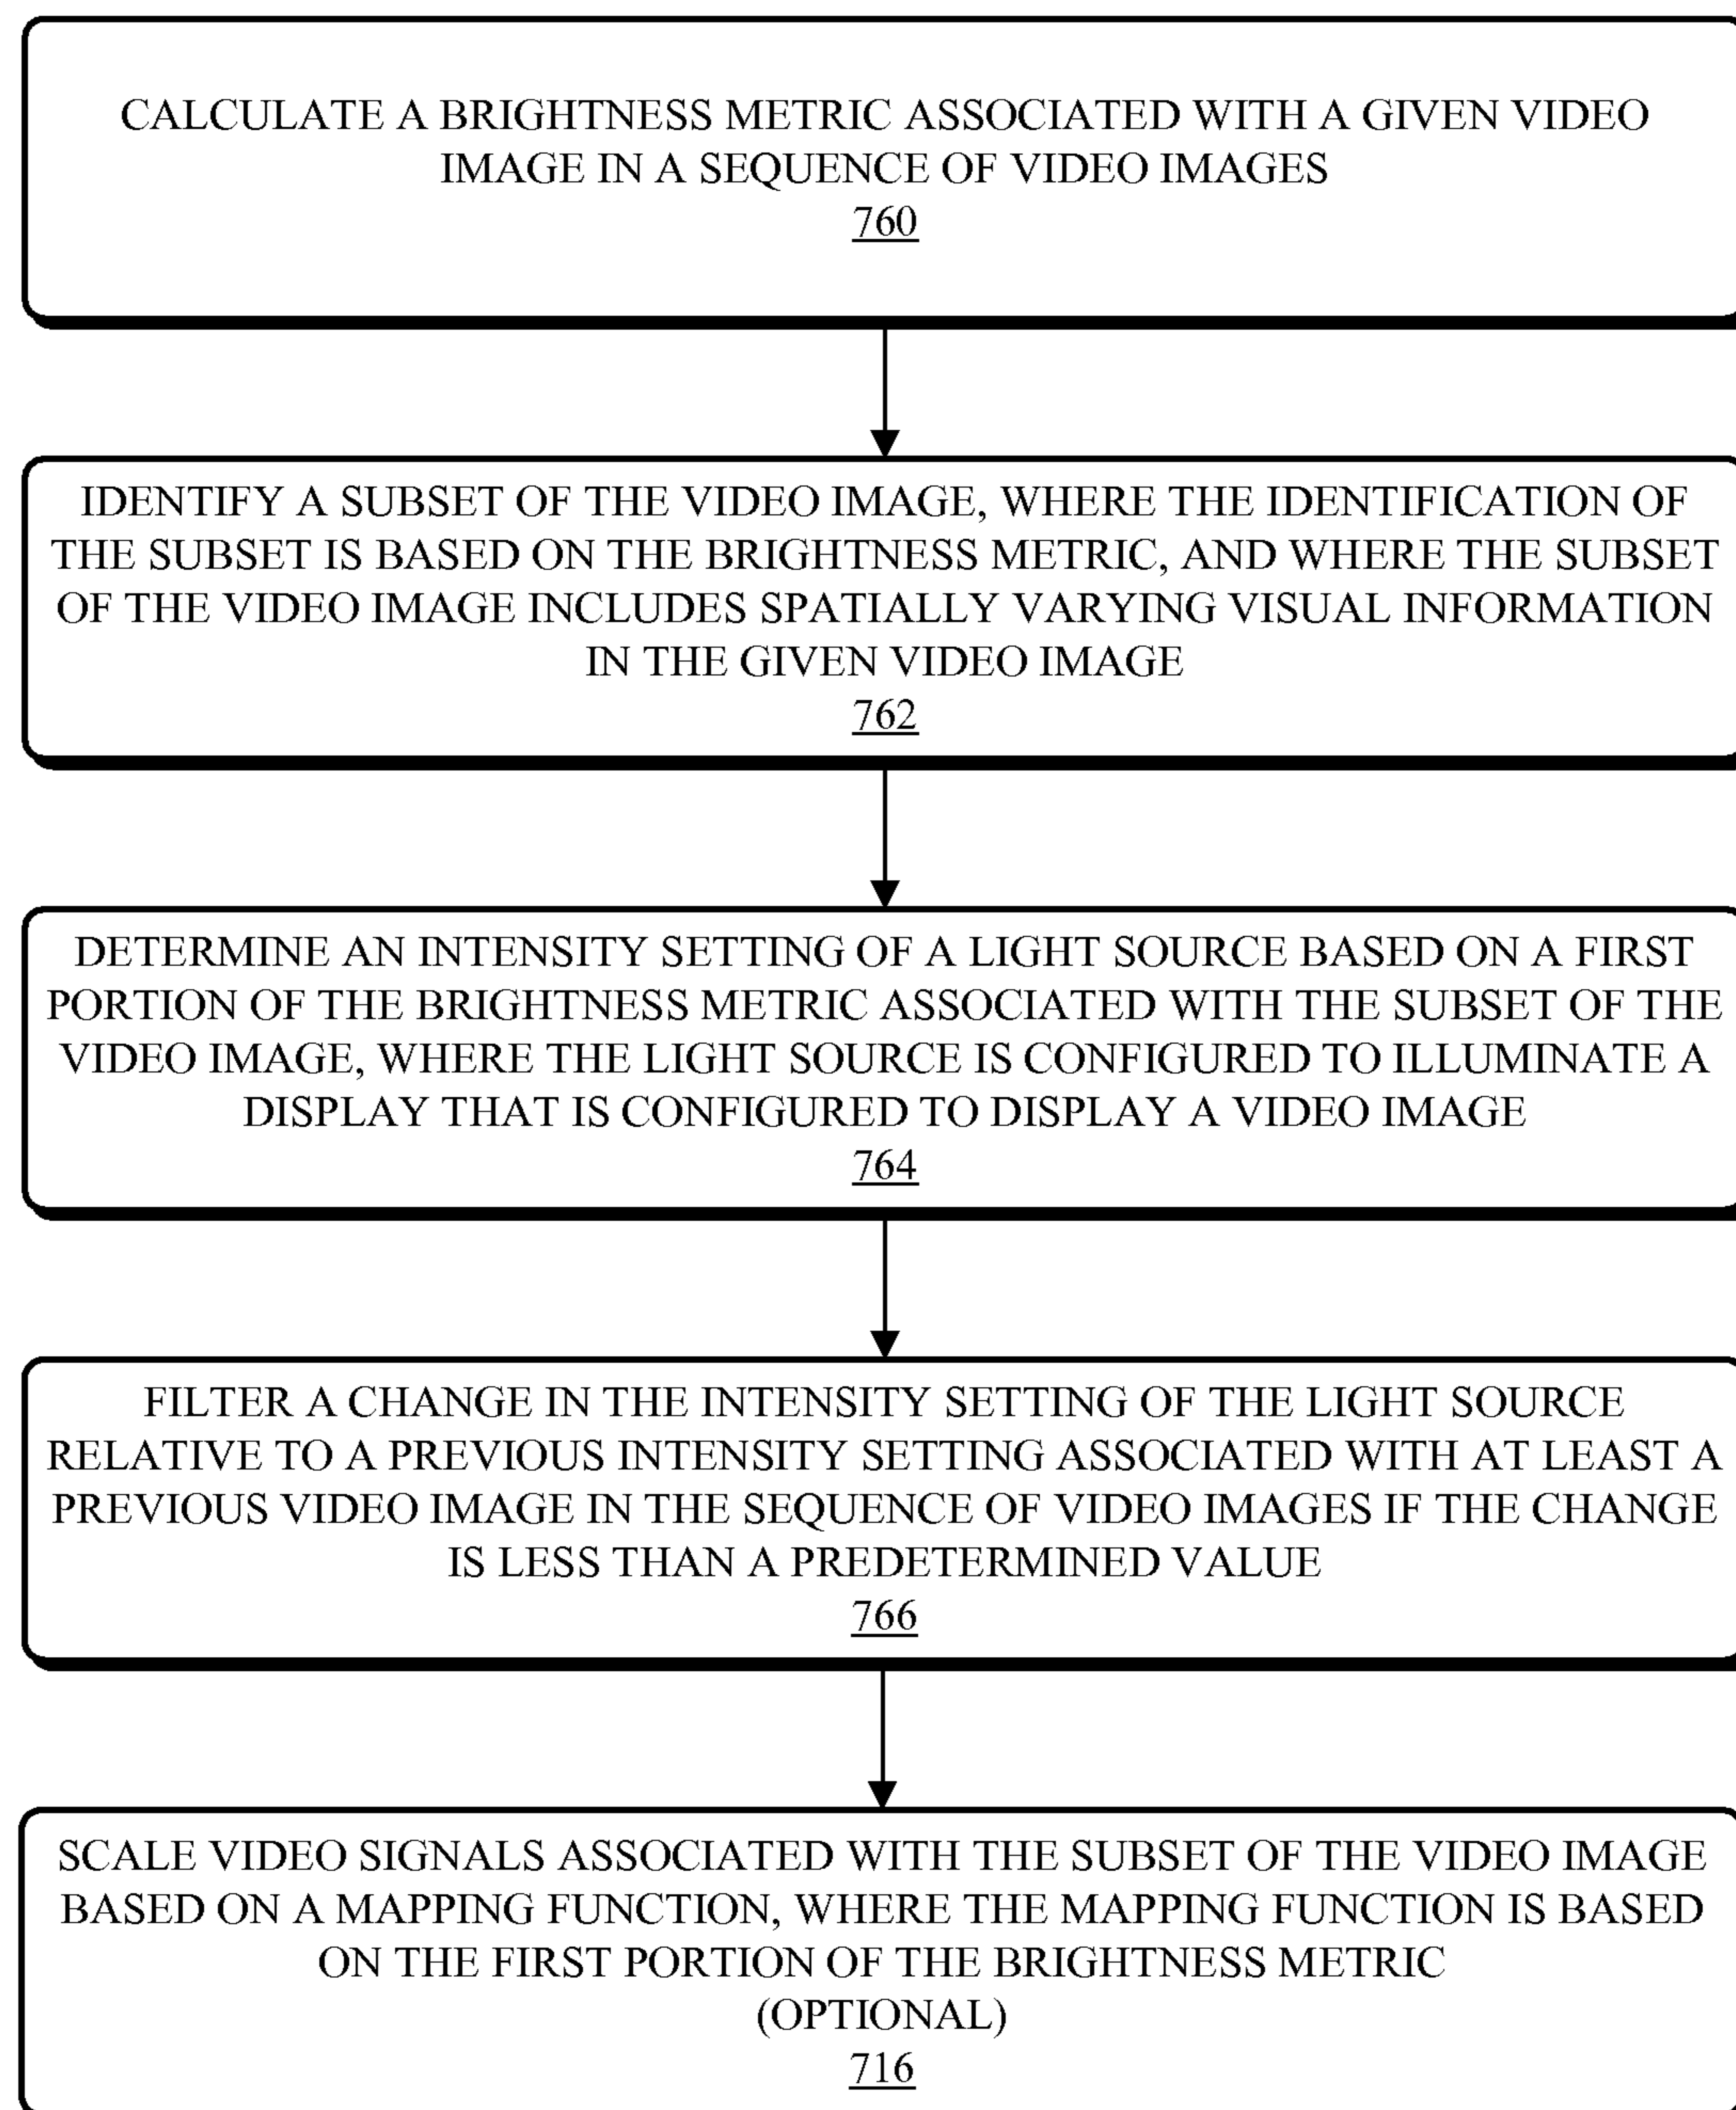 CALCULATE A BRIGHTNESS METRIC ASSOCIATED WITH A GIVEN VIDEO
IMAGE IN A SEQUENCE OF VIDEO IMAGES
760
IDENTIFY A SUBSET OF THE VIDEO IMAGE, WHERE THE IDENTIFICATION OF
THE SUBSET IS BASED ON THE BRIGHTNESS METRIC, AND WHERE THE SUBSET
OF THE VIDEO IMAGE INCLUDES SPATIALLY VARYING VISUAL INFORMATION
IN THE GIVEN VIDEO IMAGE
762
DETERMINE AN INTENSITY SETTING OF A LIGHT SOURCE BASED ON A FIRST
PORTION OF THE BRIGHTNESS METRIC ASSOCIATED WITH THE SUBSET OF THE
VIDEO IMAGE, WHERE THE LIGHT SOURCE IS CONFIGURED TO ILLUMINATE A
DISPLAY THAT IS CONFIGURED TO DISPLAY A VIDEO IMAGE
764
FILTER A CHANGE IN THE INTENSITY SETTING OF THE LIGHT SOURCE
RELATIVE TO A PREVIOUS INTENSITY SETTING ASSOCIATED WITH AT LEAST A
PREVIOUS VIDEO IMAGE IN THE SEQUENCE OF VIDEO IMAGES IF THE CHANGE
IS LESS THAN A PREDETERMINED VALUE
766
SCALE VIDEO SIGNALS ASSOCIATED WITH THE SUBSET OF THE VIDEO IMAGE
BASED ON A MAPPING FUNCTION, WHERE THE MAPPING FUNCTION IS BASED
ON THE FIRST PORTION OF THE BRIGHTNESS METRIC
(OPTIONAL)
716